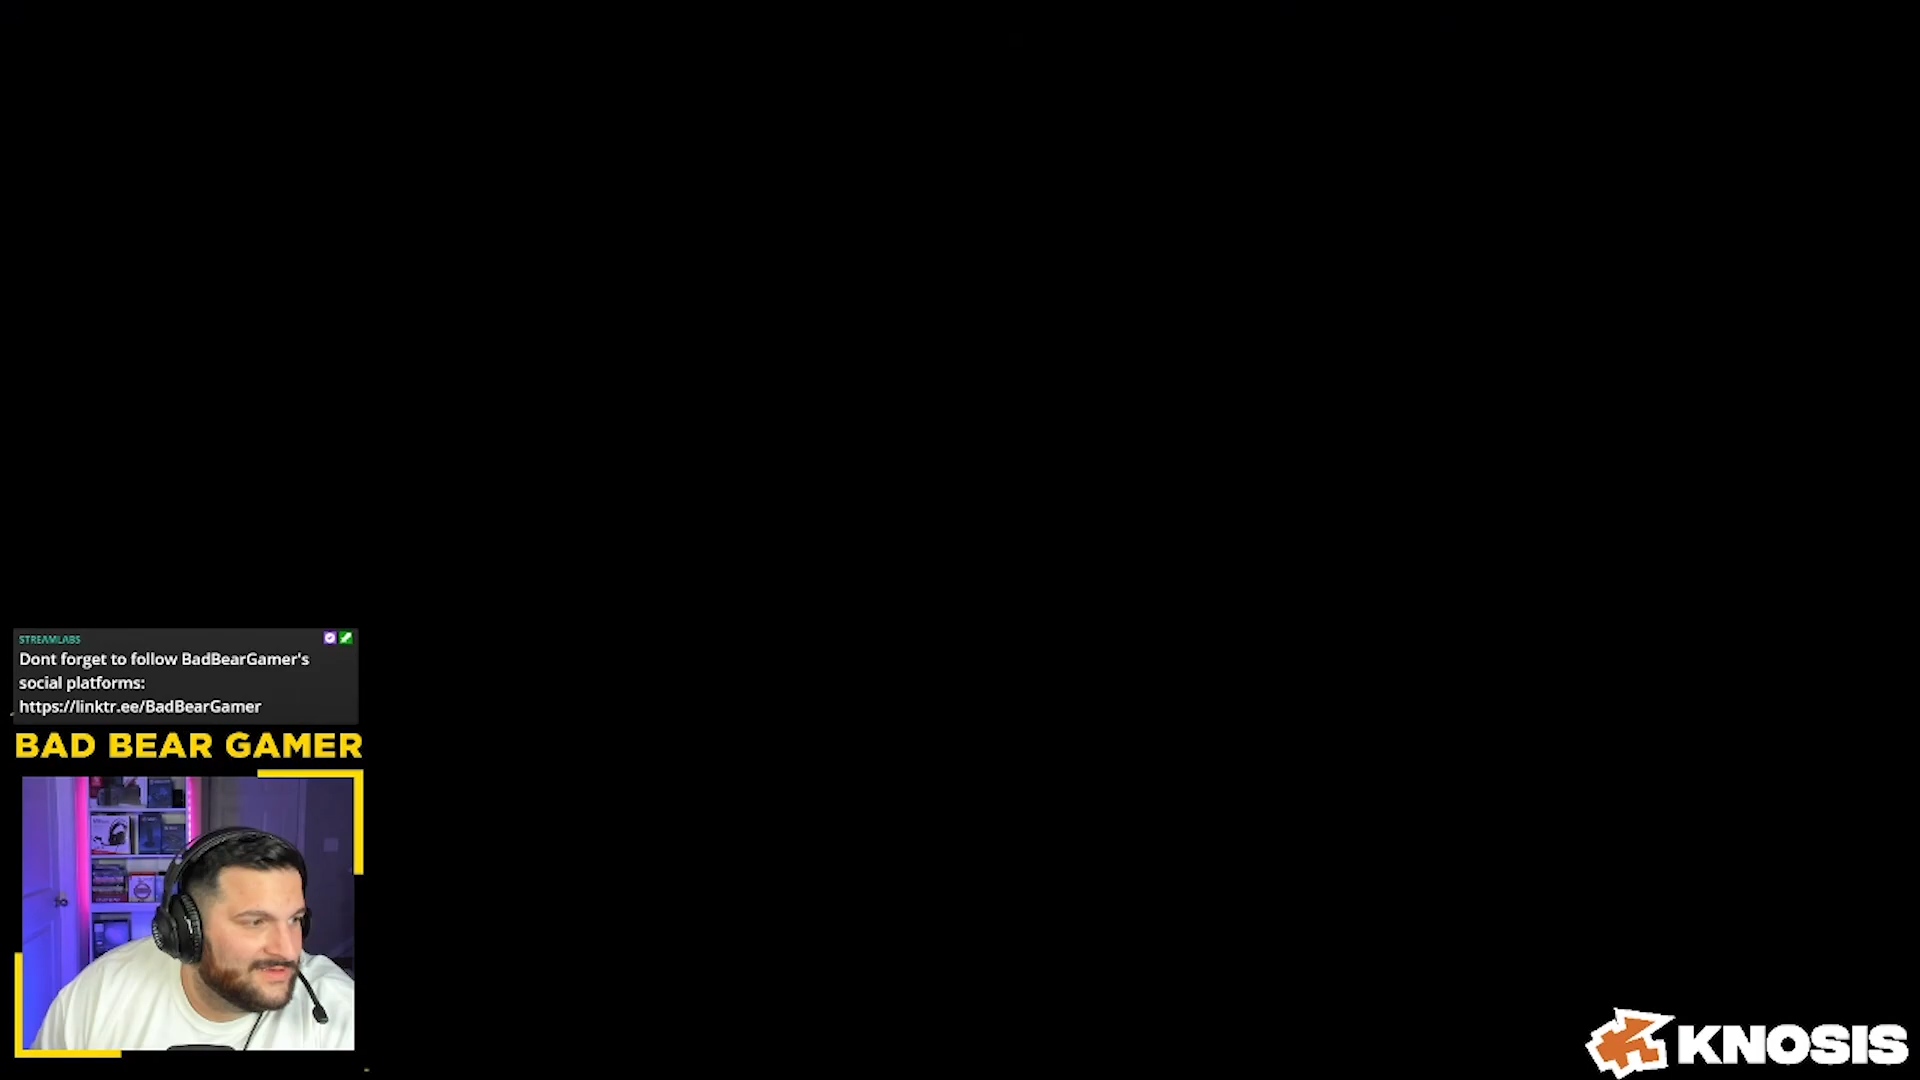 STREAMLABS
Dont forget to follow BadBearGamer's
social platforms:
https://linktr.ee/BadBearGamer
BAD BEAR GAMER
KNOSIS